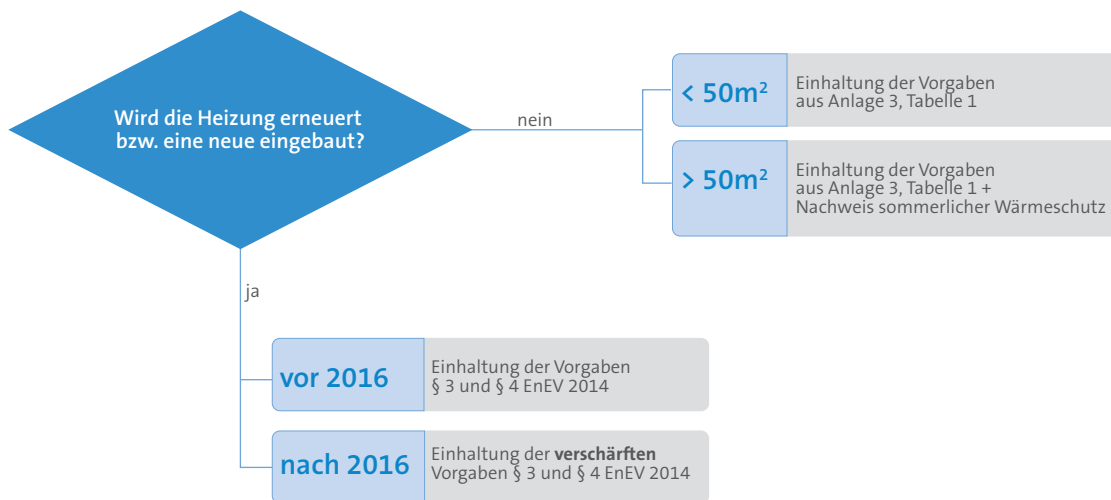 Wird die Heizung erneuert
bzw. eine neue eingebaut?
nein
< 50m²
Einhaltung der Vorgaben
aus Anlage 3, Tabelle 1
> 50m²
Einhaltung der Vorgaben
aus Anlage 3, Tabelle 1 +
Nachweis sommerlicher Wärmeschutz
ja
vor 2016
Einhaltung der Vorgaben
§ 3 und § 4 EnEV 2014
nach 2016
Einhaltung der verschärften
Vorgaben § 3 und § 4 EnEV 2014